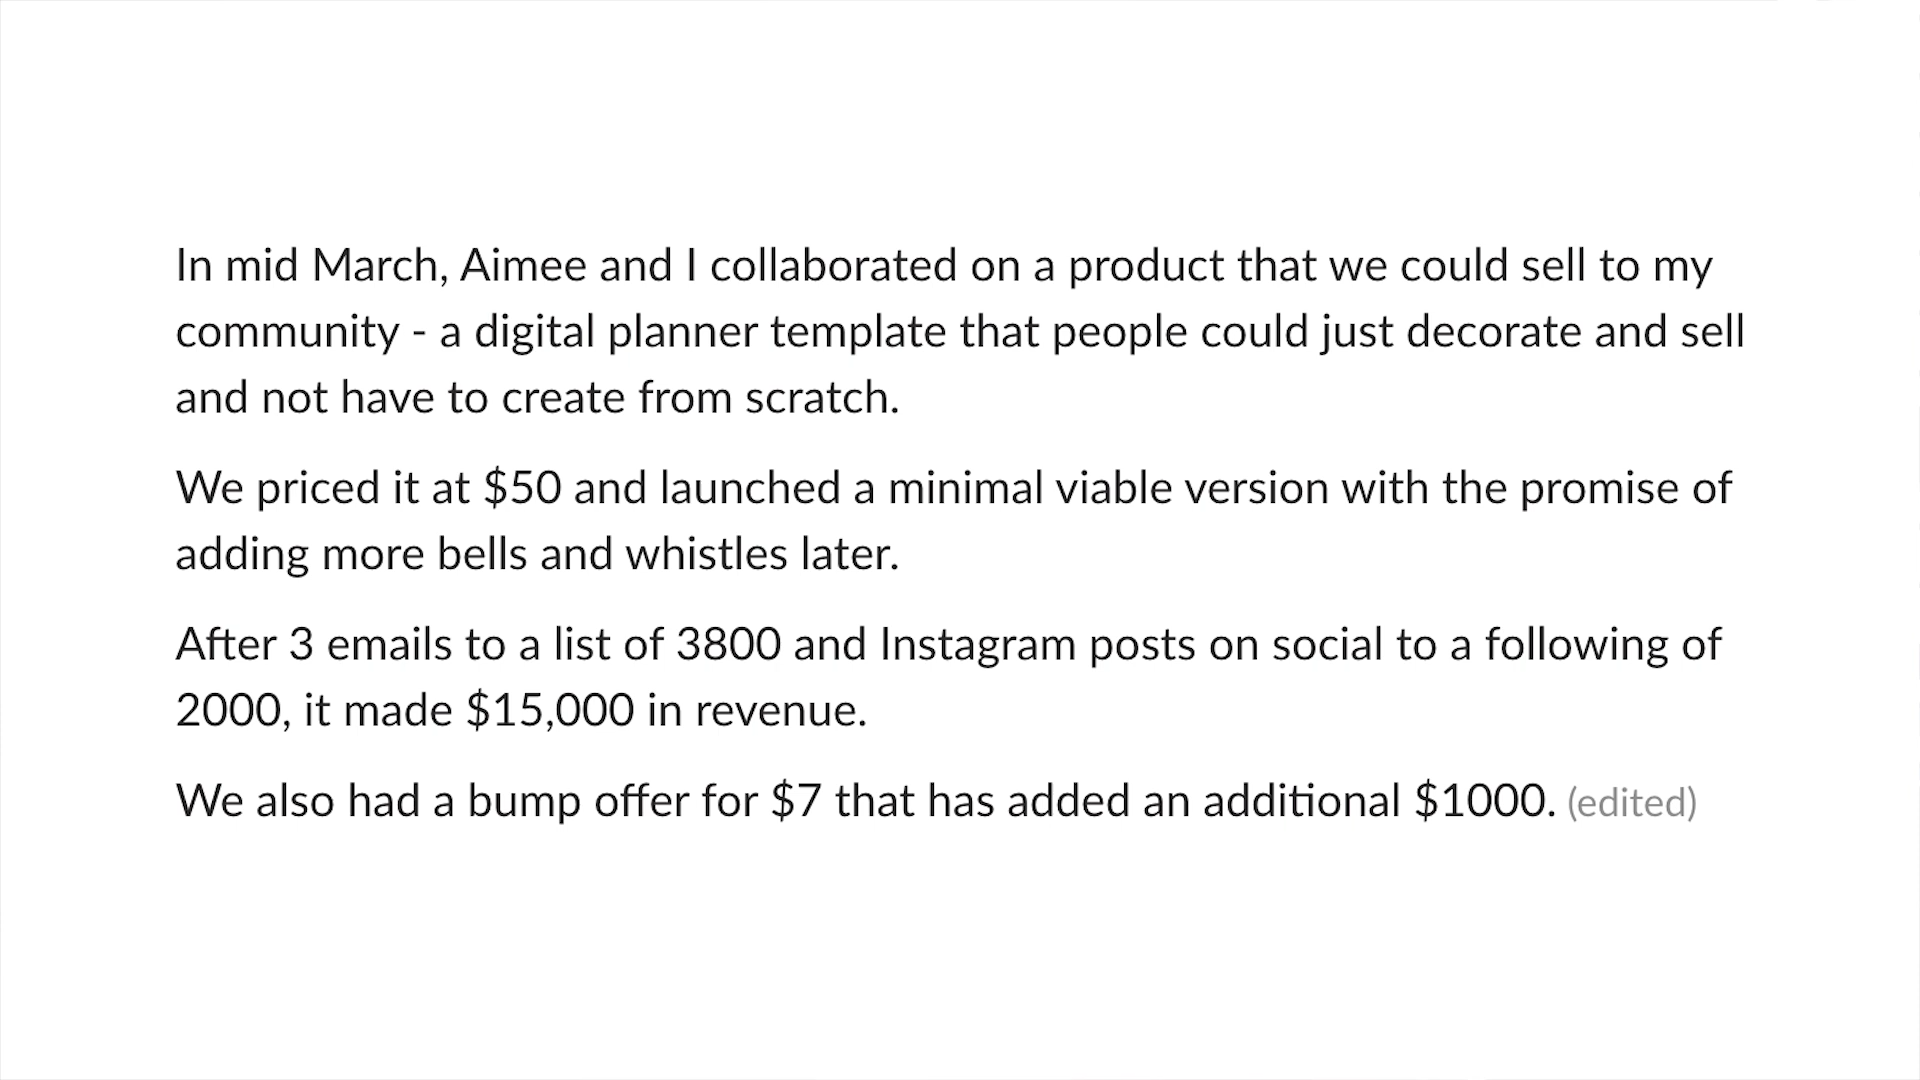 In mid March, Aimee and I collaborated on a product that we could sell to my
community - a digital planner template that people could just decorate and sell
and not have to create from scratch.
We priced it at $50 and launched a minimal viable version with the promise of
adding more bells and whistles later.
After 3 emails to a list of 3800 and Instagram posts on social to a following of
2000, it made $15,000 in revenue.
We also had a bump offer for $7 that has added an additional $1000. (edited)